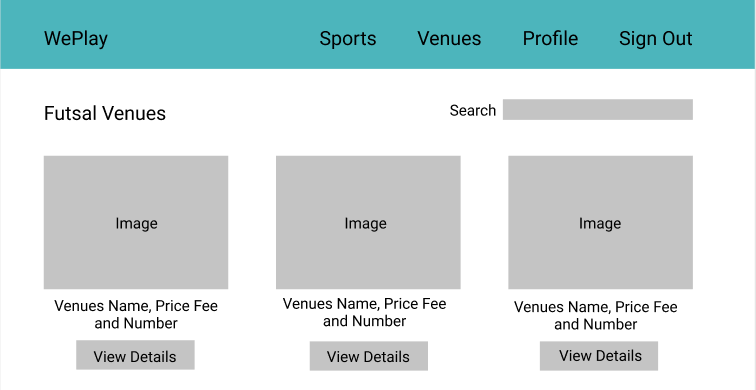 WePlay
Sports
Venues
Profile
Sign Out
Futsal Venues
Search
Image
Image
Image
Venues Name, Price Fee
and Number
Venues Name, Price Fee
and Number
Venues Name, Price Fee
and Number
View Details
View Details
View Details